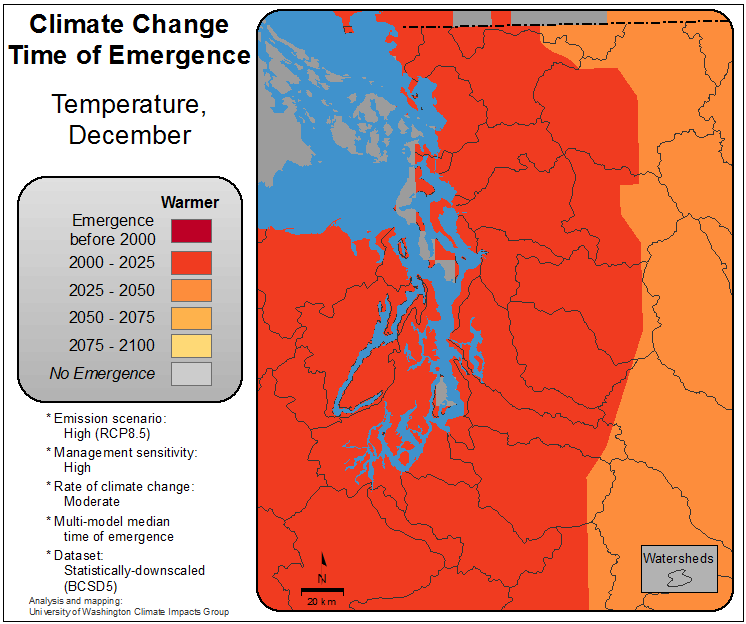 Climate Change
Time of Emergence
Temperature,
December
Warmer
Emergence
before 2000
2000 - 2025
2025 - 2050
2050 - 2075
2075 - 2100
No Emergence
* Emission scenario:
High (RCP8.5)
* Management sensitivity:
High
* Rate of climate change:
Moderate
* Multi-model median
time of emergence
* Dataset:
Statistically-downscaled
(BCSD5)
Analysis and mapping:
University of Washington Climate Impacts Group
N
20 km
Watersheds